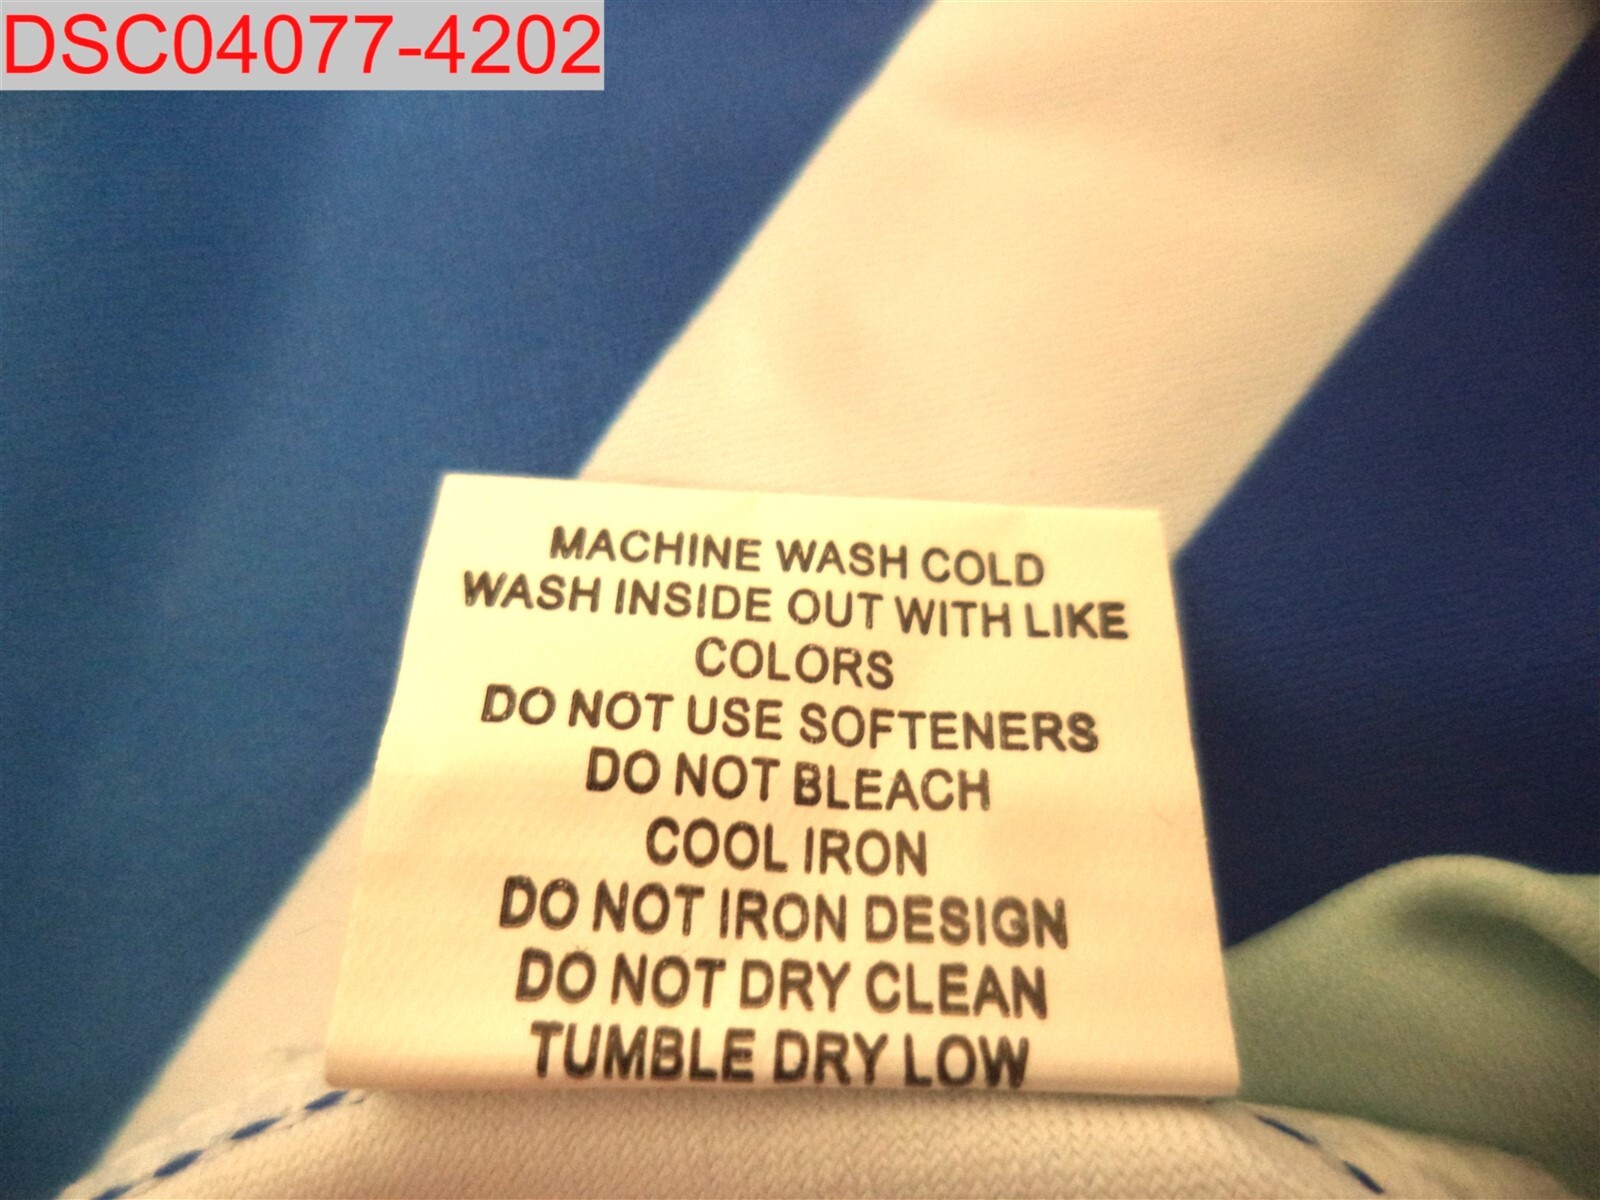 DSC04077-4202
MACHINE WASH COLD
WASH INSIDE OUT WITH LIKE
COLORS
DO NOT USE SOFTENERS
DO NOT BLEACH
COOL IRON
DO NOT IRON DESIGN
DO NOT DRY CLEAN
TUMBLE DRY LOW